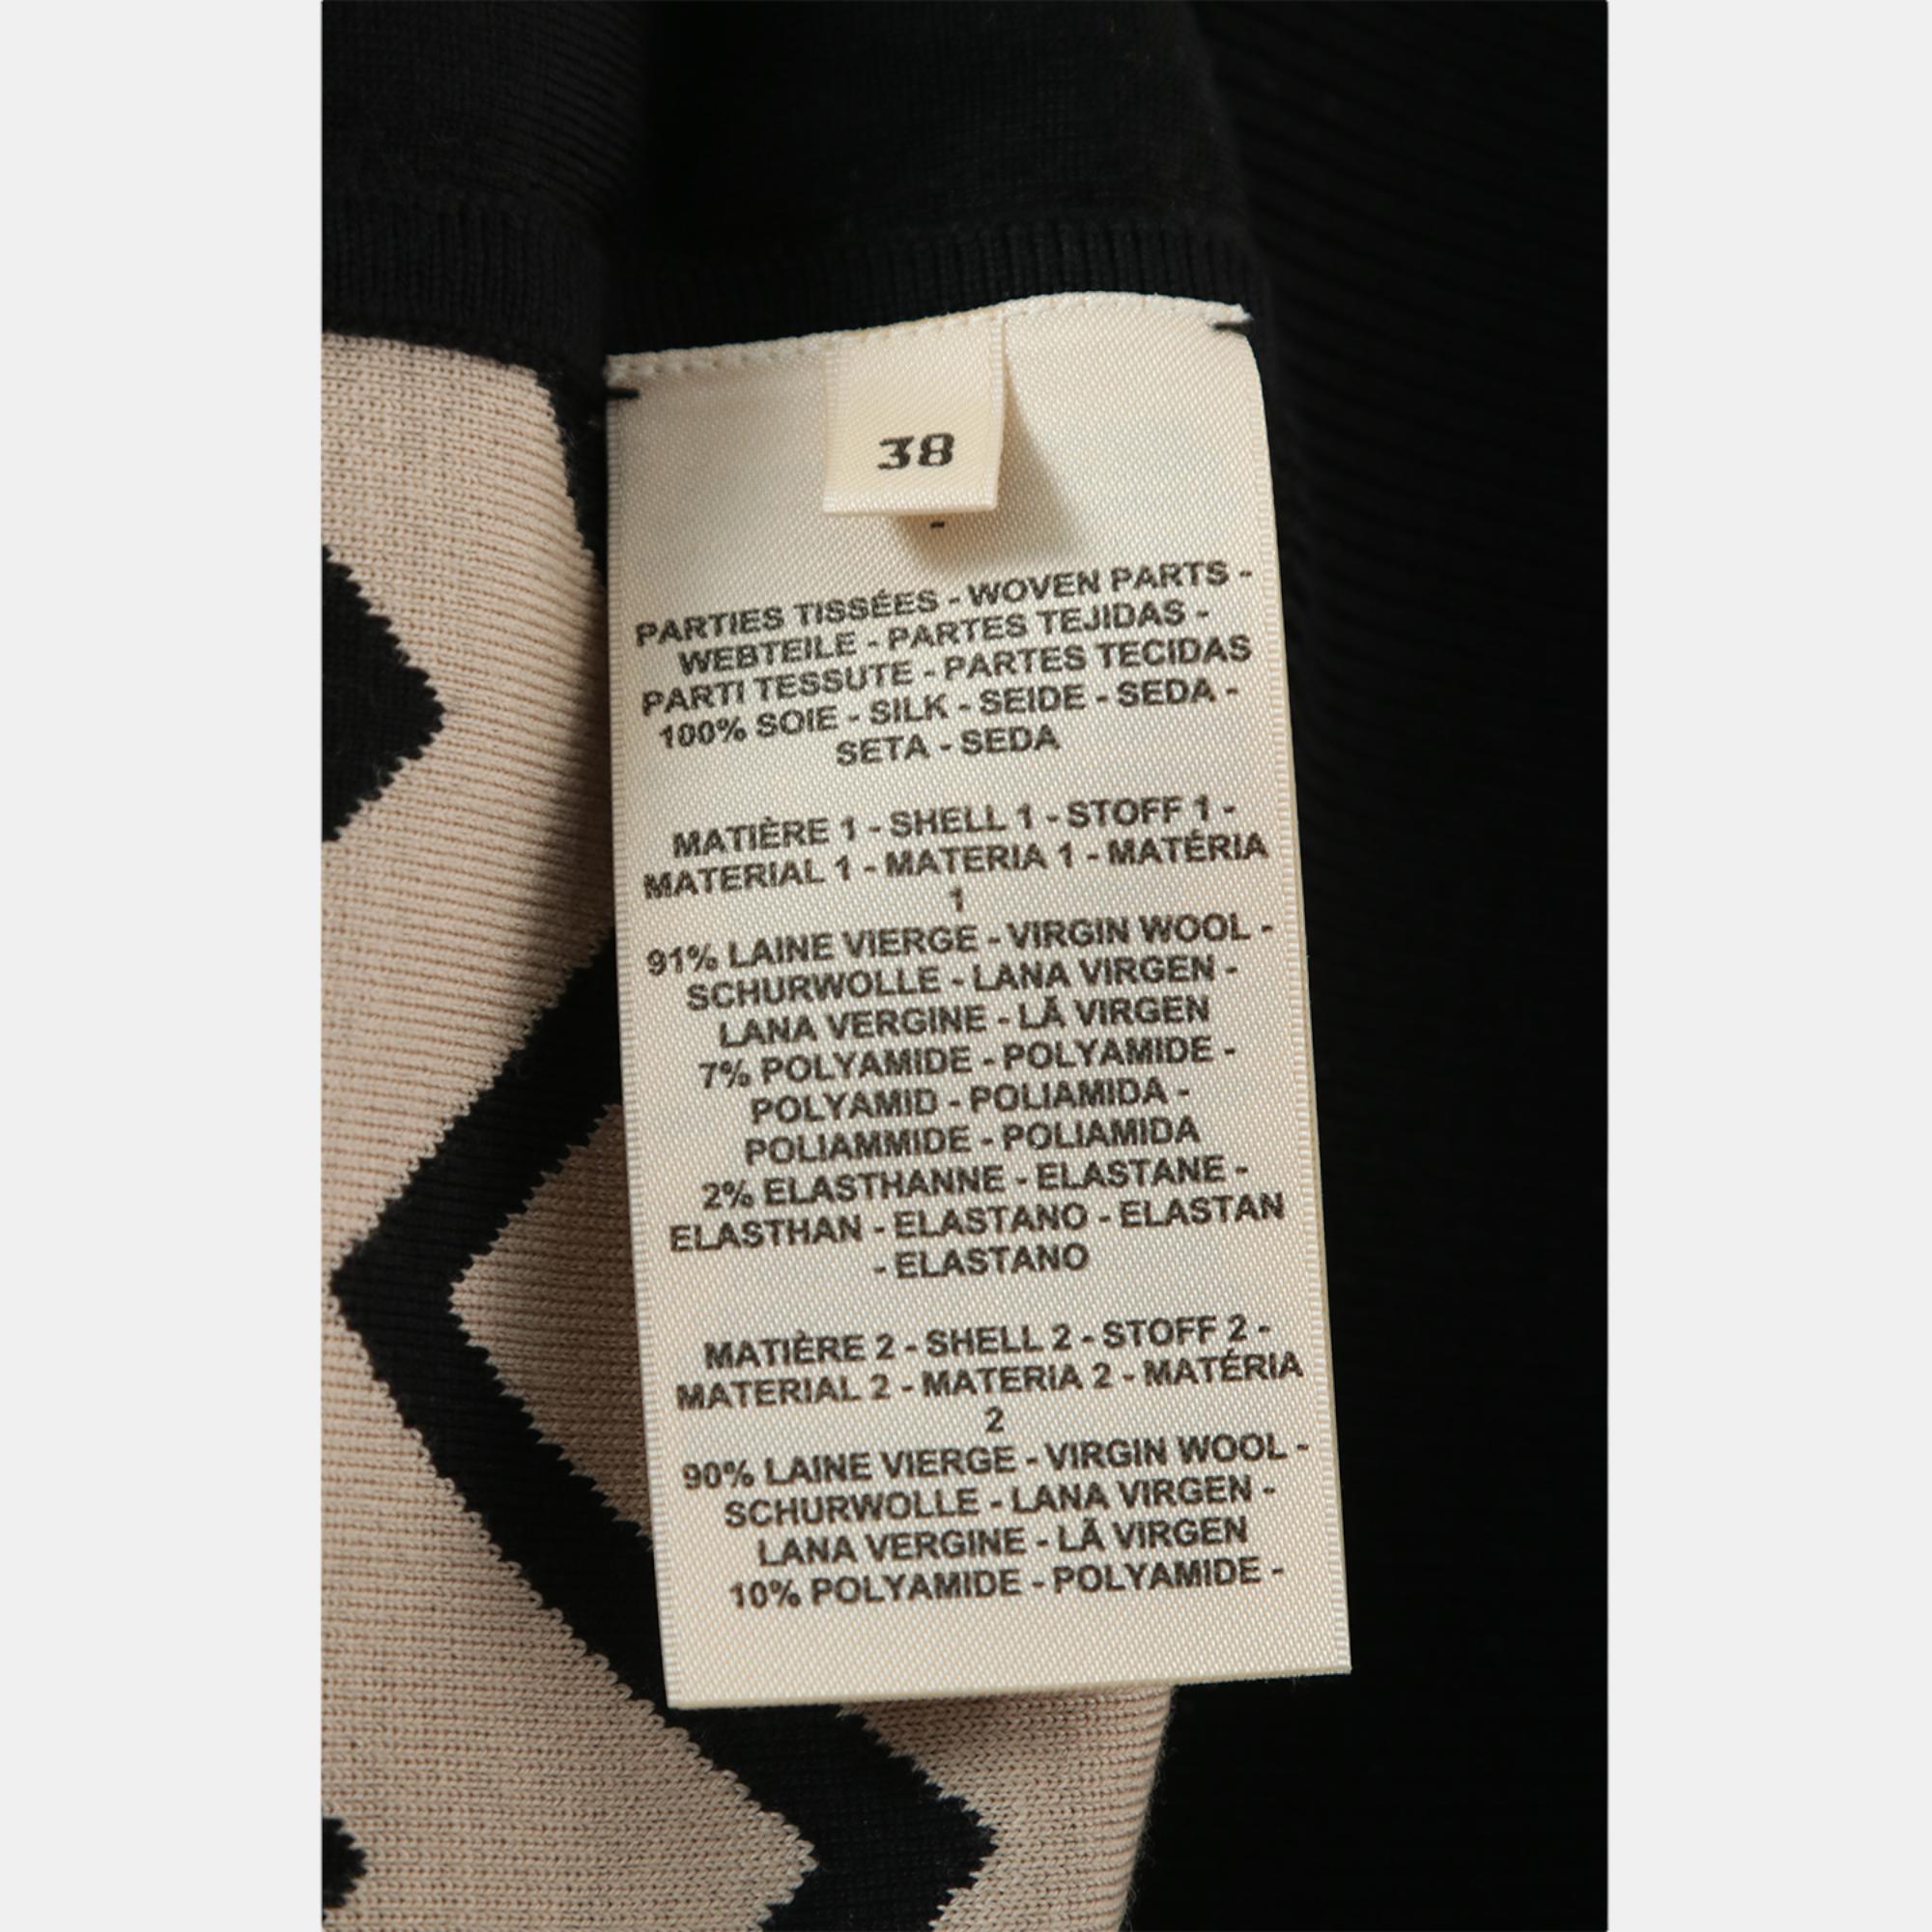 38
-
PARTIES TISSÉES - WOVEN PARTS -
WEBTEILE - PARTES TEJIDAS -
PARTI TESSUTE - PARTES TECIDAS
100% SOIE - SILK - SEIDE - SEDA -
SETA - SEDA
MATIÈRE 1 - SHELL 1 - STOFF 1 -
MATERIAL 1 - MATERIA 1 - MATÉRIA
1
91% LAINE VIERGE - VIRGIN WOOL -
SCHURWOLLE - LANA VIRGEN -
LANA VERGINE - LÃ VIRGEN
7% POLYAMIDE - POLYAMIDE -
POLYAMID - POLIAMIDA -
POLIAMMIDE - POLIAMIDA
2% ELASTHANNE - ELASTANE -
ELASTHAN - ELASTANO - ELASTAN
- ELASTANO
MATIÈRE 2 - SHELL 2 - STOFF 2 -
MATERIAL 2 - MATERIA 2 - MATÉRIA
2
90% LAINE VIERGE - VIRGIN WOOL -
SCHURWOLLE - LANA VIRGEN -
LANA VERGINE - LÃ VIRGEN
10% POLYAMIDE - POLYAMIDE -